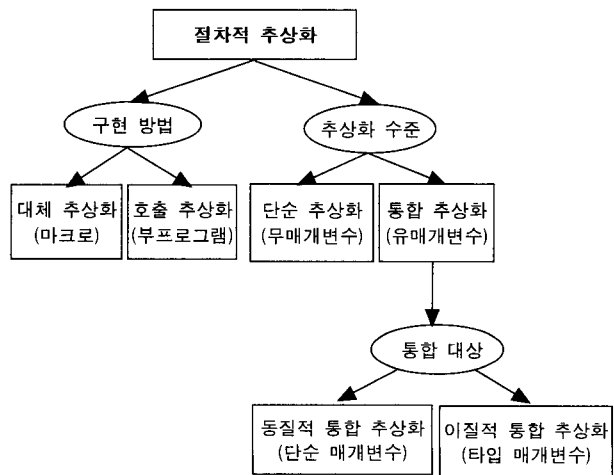 절차적 추상화
구현 방법
추상화 수준
대체 추상화
(마크로)
호출 추상화
(부프로그램)
단순 추상화
(무매개변수)
통합 추상화
(유매개변수)
통합 대상
동질적 통합 추상화
(단순 매개변수)
이질적 통합 추상화
(타입 매개변수)